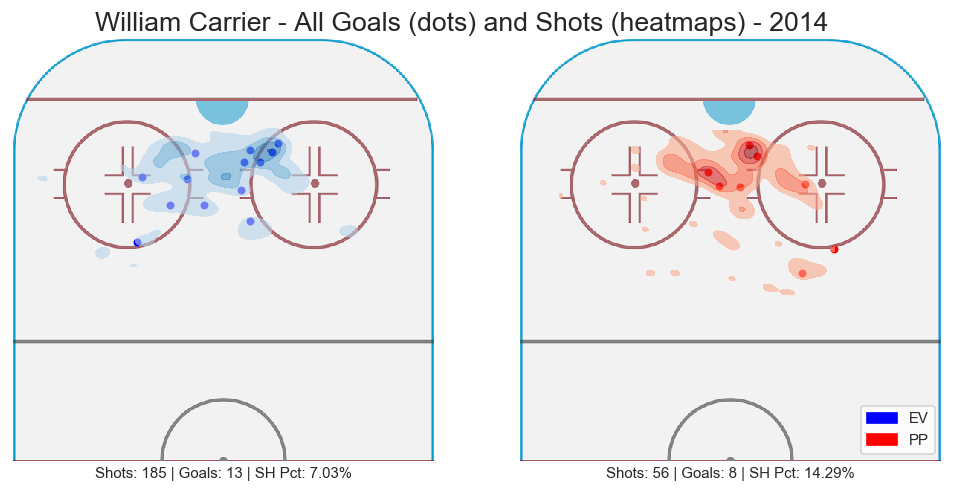 William Carrier - All Goals (dots) and Shots (heatmaps) - 2014
EV
PP
Shots: 185 | Goals: 13 | SH Pct: 7.03%
Shots: 56 | Goals: 8 | SH Pct: 14.29%